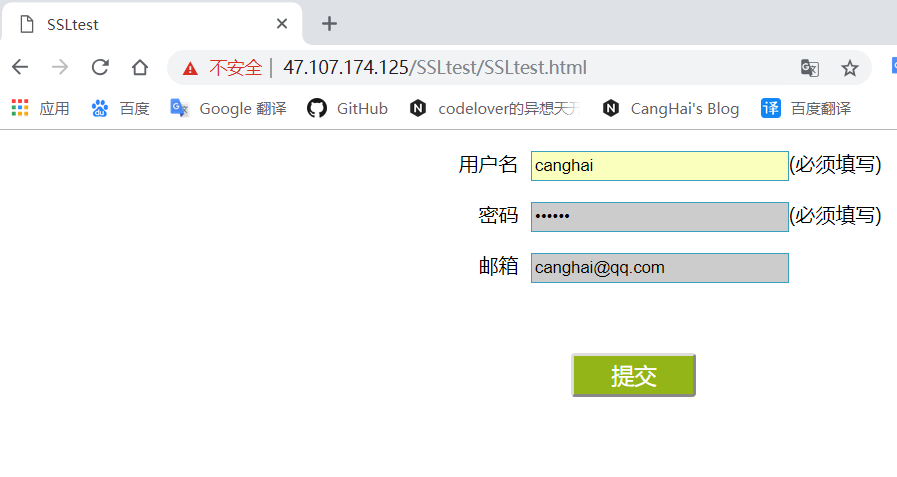 SSLtest
不安全 | 47.107.174.125/SSLtest/SSLtest.html
应用 百度 Google 翻译 GitHub codelover的异想天 CangHai's Blog 译 百度翻译
用户名 canghai (必须填写)
密码 •••••• (必须填写)
邮箱 canghai@qq.com
提交